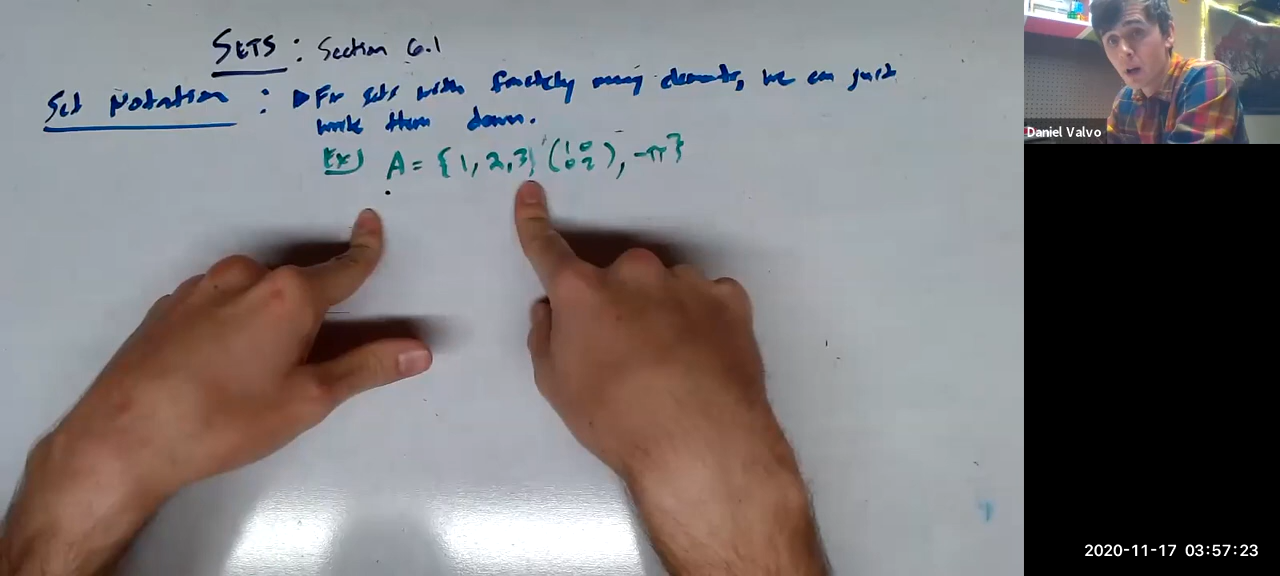 SETS: Section 6.1
Set Notation: ▶ For sets with finitely many elements, we can just
write them down.
Ex) A = {1, 2, 3, (1 0
0 2), -π}
Daniel Valvo
2020-11-17 03:57:23